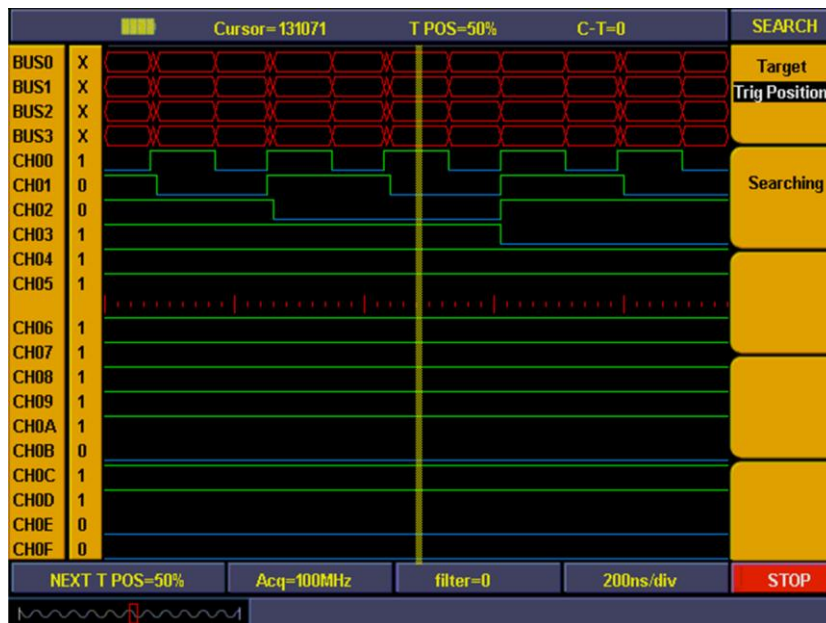 Cursor=131071 T POS=50% C-T=0 SEARCH
BUS0 X
BUS1 X
BUS2 X
BUS3 X
CH00 1
CH01 0
CH02 0
CH03 1
CH04 1
CH05 1
CH06 1
CH07 1
CH08 1
CH09 1
CH0A 1
CH0B 0
CH0C 1
CH0D 1
CH0E 0
CH0F 0
Target
Trig Position
Searching
NEXT T POS=50% Acq=100MHz filter=0 200ns/div STOP